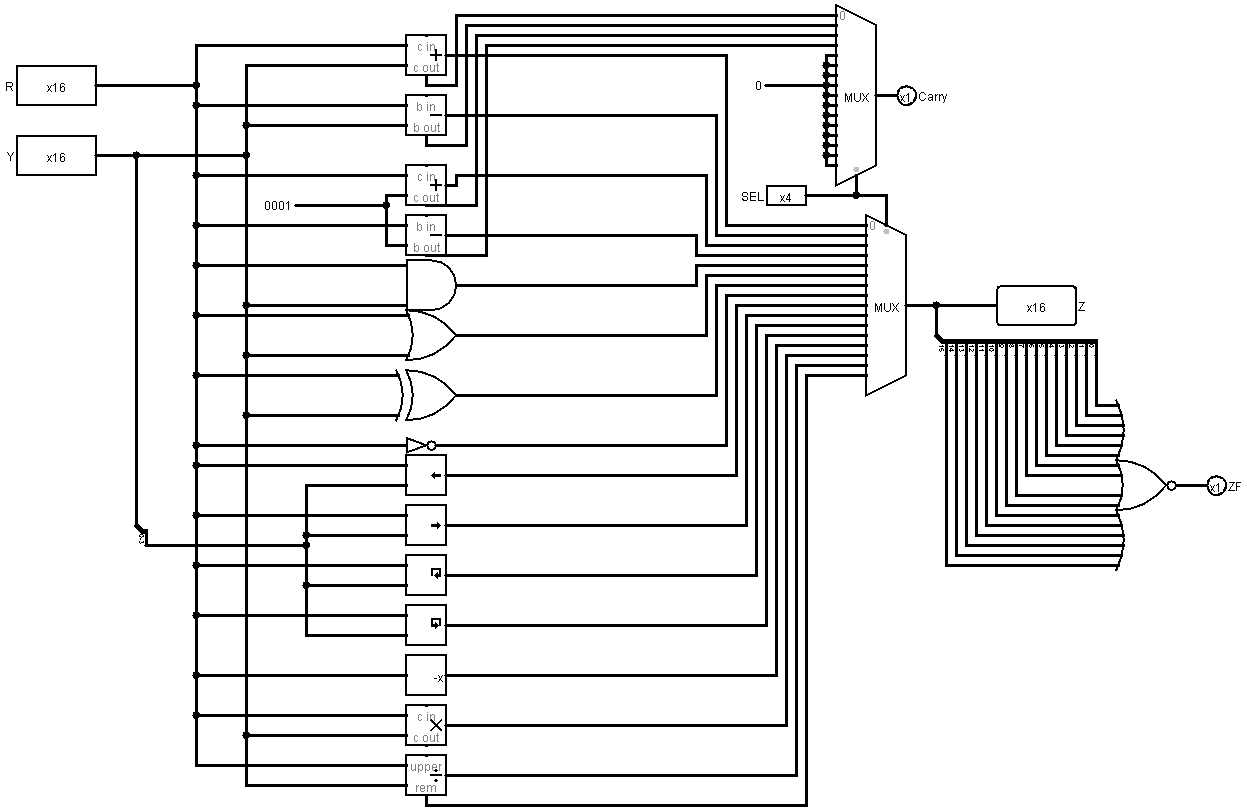 R
x16
Y
x16
c in
+
c out
b in
−
b out
0001
c in
+
c out
b in
−
b out
-x
c in
×
c out
upper
÷
rem
0
0
MUX
x1
Carry
SEL
x4
0
MUX
x16
Z
x1
ZF